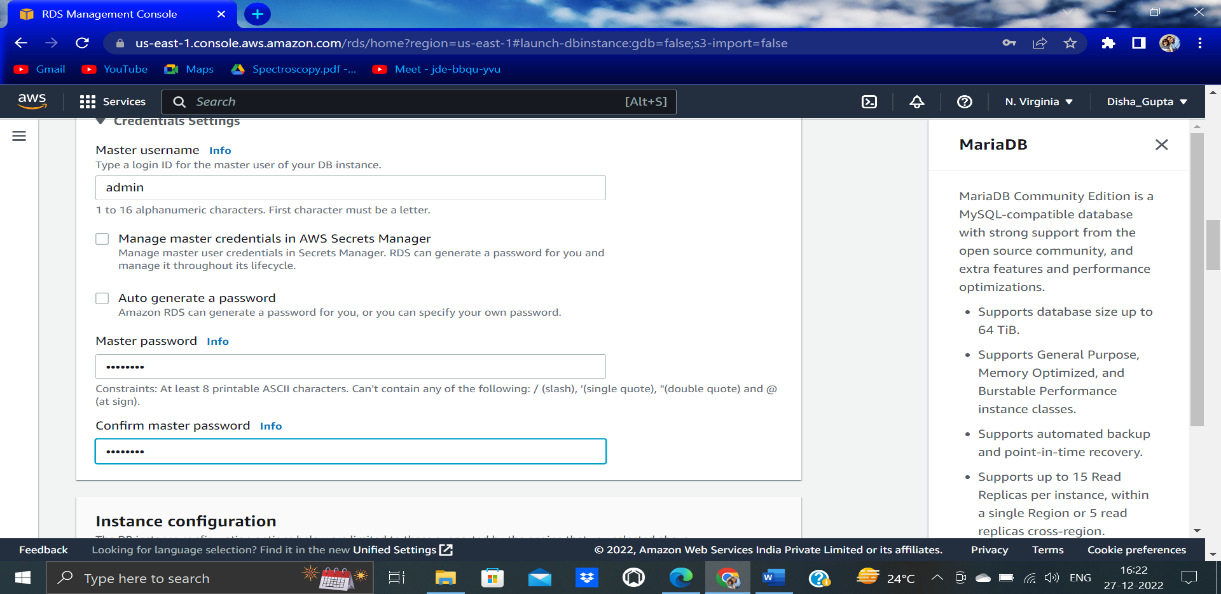 RDS Management Console
us-east-1.console.aws.amazon.com/rds/home?region=us-east-1#launch-dbinstance:gdb=false;s3-import=false
Gmail
YouTube
Maps
Spectroscopy.pdf -...
Meet - jde-bbqu-yvu
aws
Services
Search
[Alt+S]
N. Virginia
Disha_Gupta
Credentials Settings
Master username Info
Type a login ID for the master user of your DB instance.
admin
1 to 16 alphanumeric characters. First character must be a letter.
Manage master credentials in AWS Secrets Manager
Manage master user credentials in Secrets Manager. RDS can generate a password for you and
manage it throughout its lifecycle.
Auto generate a password
Amazon RDS can generate a password for you, or you can specify your own password.
Master password Info
••••••••
Constraints: At least 8 printable ASCII characters. Can't contain any of the following: / (slash), '(single quote), "(double quote) and @
(at sign).
Confirm master password Info
••••••••
Instance configuration
MariaDB
MariaDB Community Edition is a
MySQL-compatible database
with strong support from the
open source community, and
extra features and performance
optimizations.
• Supports database size up to
64 TiB.
• Supports General Purpose,
Memory Optimized, and
Burstable Performance
instance classes.
• Supports automated backup
and point-in-time recovery.
• Supports up to 15 Read
Replicas per instance, within
a single Region or 5 read
replicas cross-region.
Feedback
Looking for language selection? Find it in the new Unified Settings
© 2022, Amazon Web Services India Private Limited or its affiliates.
Privacy
Terms
Cookie preferences
Type here to search
24°C
ENG
16:22
27-12-2022